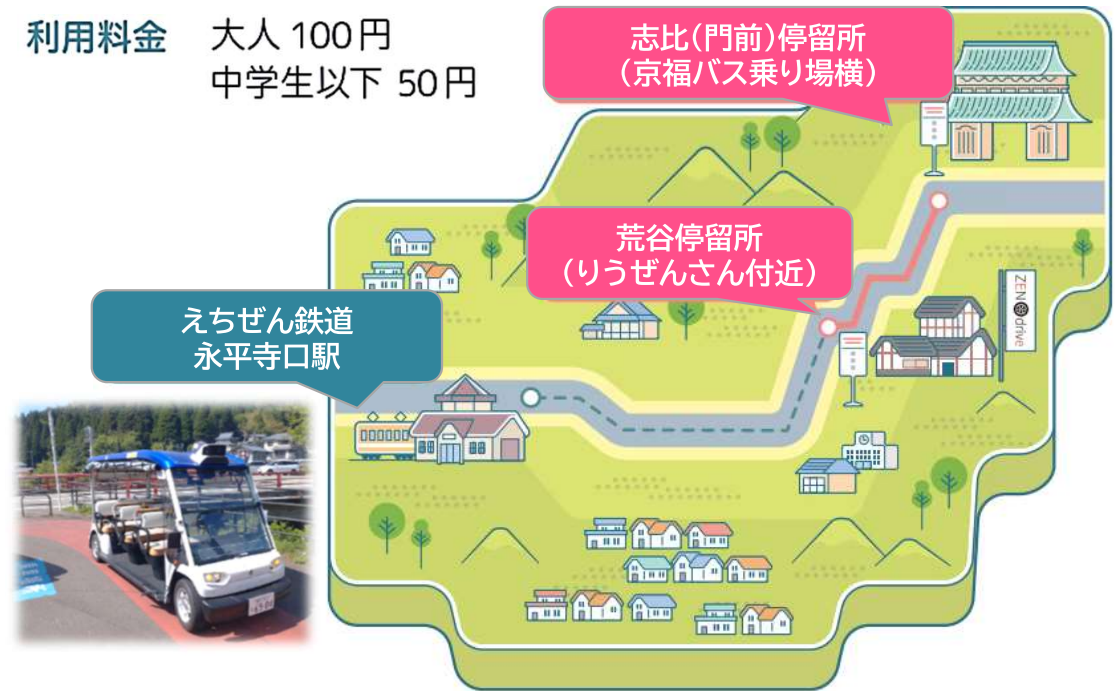 利用料金
大人 100円
中学生以下 50円
志比(門前)停留所
(京福バス乗り場横)
荒谷停留所
(りうぜんさん付近)
えちぜん鉄道
永平寺口駅
ZEN drive